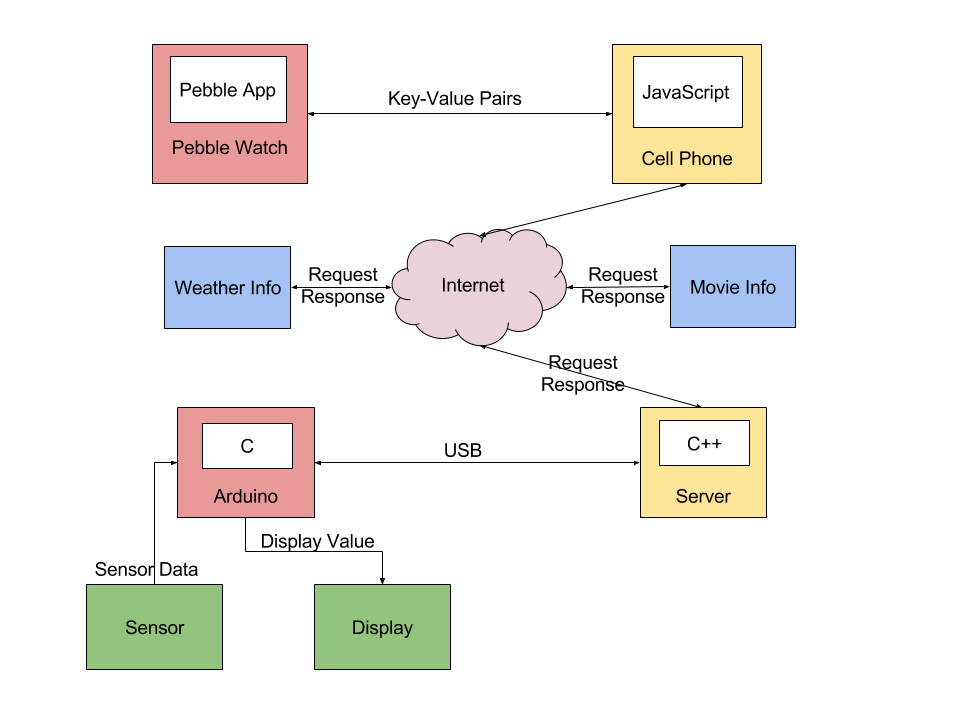 Pebble App
Pebble Watch
Key-Value Pairs
JavaScript
Cell Phone
Weather Info
Request
Response
Internet
Request
Response
Movie Info
Request
Response
C
Arduino
USB
C++
Server
Display Value
Sensor Data
Sensor
Display